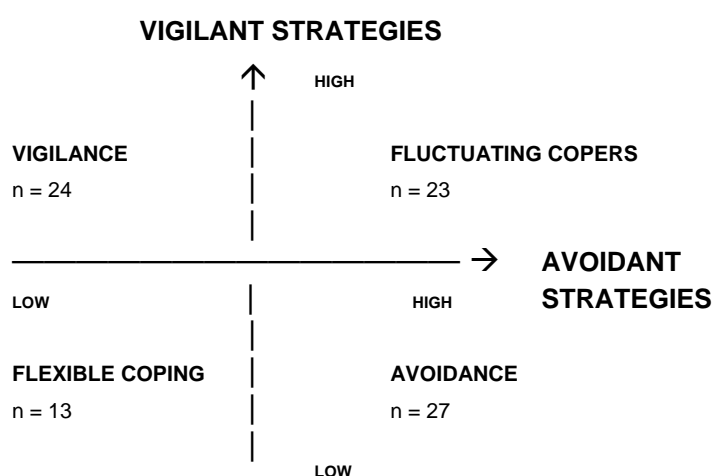 VIGILANT STRATEGIES
HIGH
VIGILANCE FLUCTUATING COPERS
n = 24 n = 23
AVOIDANT
STRATEGIES
LOW HIGH
FLEXIBLE COPING AVOIDANCE
n = 13 n = 27
LOW